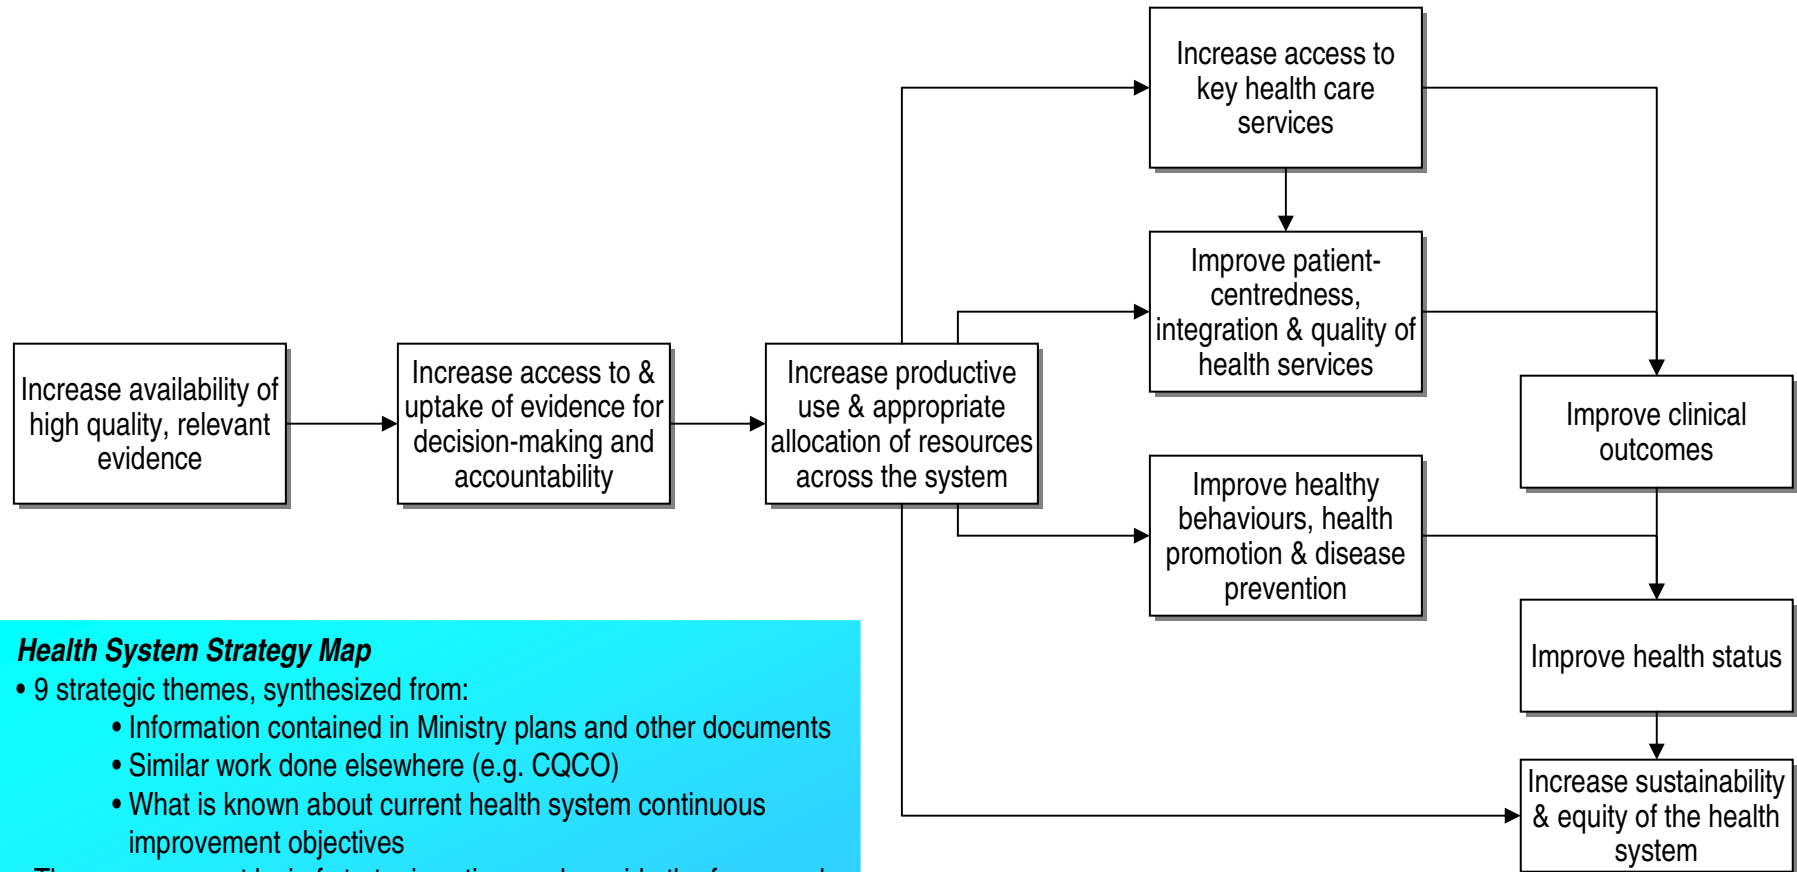 Increase access to
key health care
services
Improve patient-
centredness,
integration & quality of
health services
Increase availability of
high quality, relevant
evidence
Increase access to &
uptake of evidence for
decision-making and
accountability
Increase productive
use & appropriate
allocation of resources
across the system
Improve clinical
outcomes
Improve healthy
behaviours, health
promotion & disease
prevention
Improve health status
Increase sustainability
& equity of the health
system
Health System Strategy Map
• 9 strategic themes, synthesized from:
• Information contained in Ministry plans and other documents
• Similar work done elsewhere (e.g. CQCO)
• What is known about current health system continuous
improvement objectives